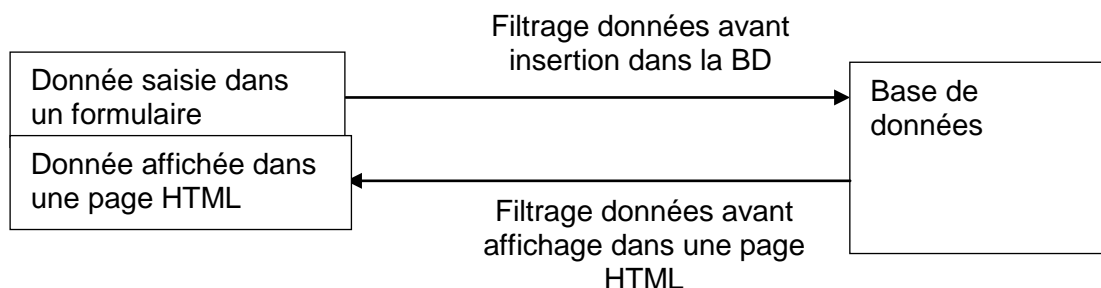 Filtrage données avant
insertion dans la BD
Donnée saisie dans
un formulaire
Base de
données
Donnée affichée dans
une page HTML
Filtrage données avant
affichage dans une page
HTML